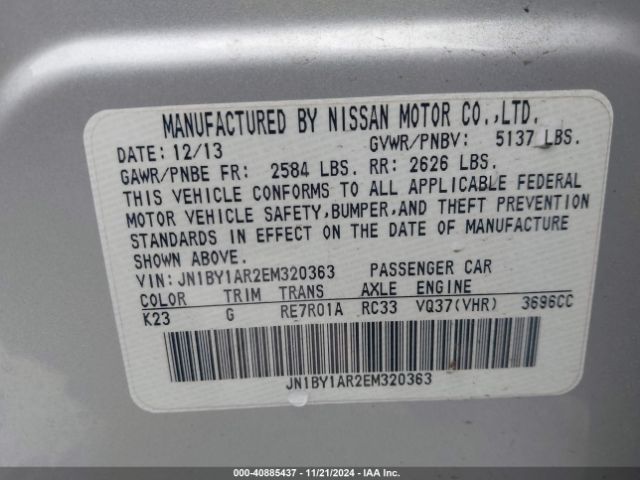 MANUFACTURED BY NISSAN MOTOR CO.,LTD.
DATE: 12/13 GVWR/PNBV: 5137 LBS.
GAWR/PNBE FR: 2584 LBS. RR: 2626 LBS.
THIS VEHICLE CONFORMS TO ALL APPLICABLE FEDERAL
MOTOR VEHICLE SAFETY,BUMPER,AND THEFT PREVENTION
STANDARDS IN EFFECT ON THE DATE OF MANUFACTURE
SHOWN ABOVE.
VIN: JN1BY1AR2EM320363 PASSENGER CAR
COLOR TRIM TRANS AXLE ENGINE
K23 G RE7R01A RC33 VQ37(VHR) 3696CC
JN1BY1AR2EM320363
000-40885437 - 11/21/2024 - IAAI.COM